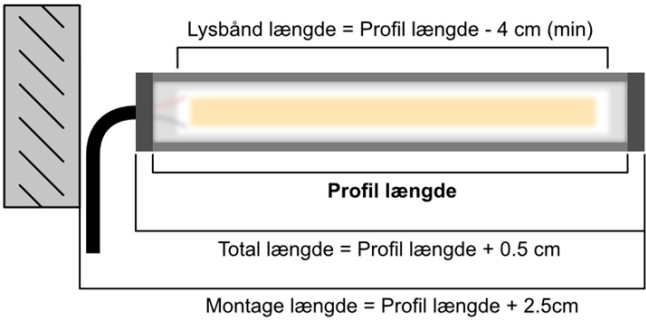 Lysbånd længde = Profil længde - 4 cm (min)
Profil længde
Total længde = Profil længde + 0.5 cm
Montage længde = Profil længde + 2.5cm